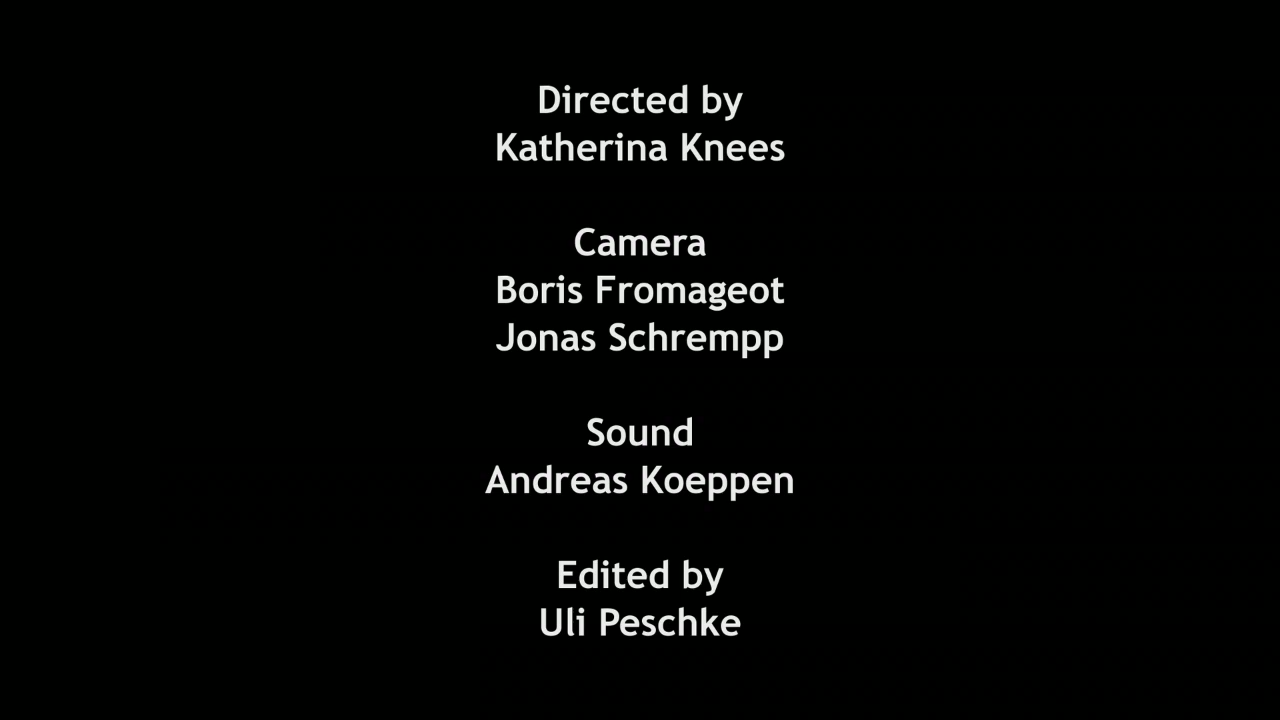 Directed by
Katherina Knees
Camera
Boris Fromageot
Jonas Schrempp
Sound
Andreas Koeppen
Edited by
Uli Peschke